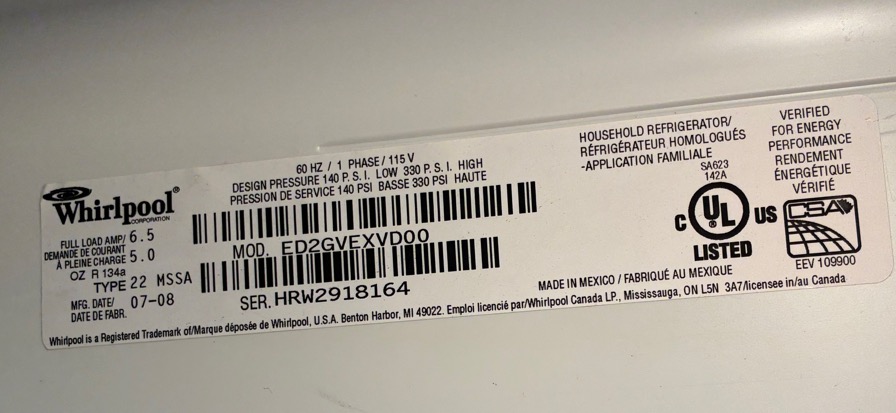 Whirlpool®
CORPORATION
60 HZ / 1 PHASE / 115 V
DESIGN PRESSURE 140 P. S. I. LOW 330 P. S. I. HIGH
PRESSION DE SERVICE 140 PSI BASSE 330 PSI HAUTE
FULL LOAD AMP/ 6.5
DEMANDE DE COURANT
À PLEINE CHARGE 5.0
OZ R 134a
TYPE 22 MSSA
MFG. DATE/ 07-08
DATE DE FABR.
MOD. ED2GVEXVD00
SER. HRW2918164
HOUSEHOLD REFRIGERATOR/
RÉFRIGÉRATEUR HOMOLOGUÉS
-APPLICATION FAMILIALE
SA623
142A
C UL US
LISTED
VERIFIED
FOR ENERGY
PERFORMANCE
RENDEMENT
ÉNERGÉTIQUE
VÉRIFIÉ
CSA
EEV 109900
MADE IN MEXICO / FABRIQUÉ AU MEXIQUE
Whirlpool is a Registered Trademark of/Marque déposée de Whirlpool, U.S.A. Benton Harbor, MI 49022. Emploi licencié par/Whirlpool Canada LP., Mississauga, ON L5N 3A7/licensee in/au Canada